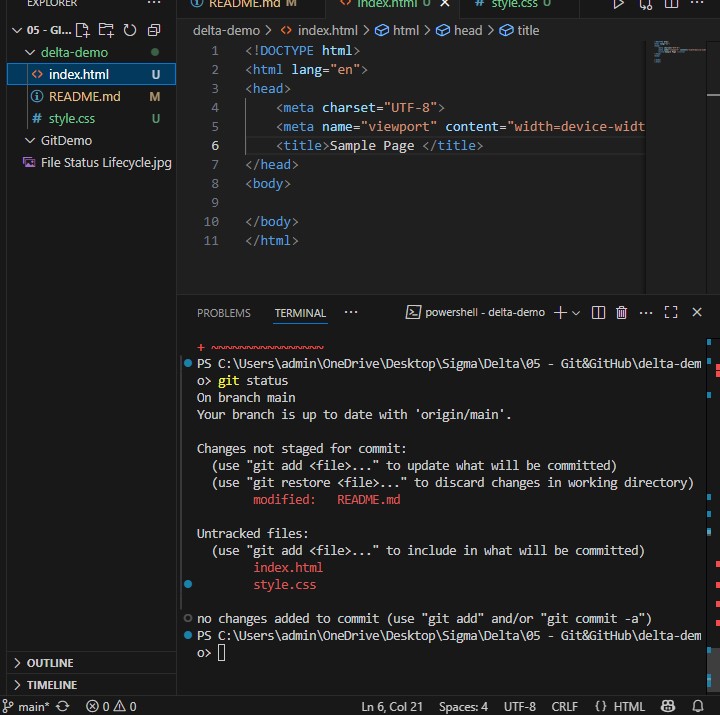 EXPLORER ...
README.md M index.html U style.css U
05 - GI...
delta-demo
index.html U
README.md M
style.css U
GitDemo
File Status Lifecycle.jpg
OUTLINE
TIMELINE
delta-demo > index.html > html > head > title
1 <!DOCTYPE html>
2 <html lang="en">
3 <head>
4 <meta charset="UTF-8">
5 <meta name="viewport" content="width=device-widt
6 <title>Sample Page </title>
7 </head>
8 <body>
9
10 </body>
11 </html>
PROBLEMS TERMINAL ... powershell - delta-demo
+ ~~~~~~~~~~~~~~~~
PS C:\Users\admin\OneDrive\Desktop\Sigma\Delta\05 - Git&GitHub\delta-dem
o> git status
On branch main
Your branch is up to date with 'origin/main'.
Changes not staged for commit:
(use "git add <file>..." to update what will be committed)
(use "git restore <file>..." to discard changes in working directory)
modified: README.md
Untracked files:
(use "git add <file>..." to include in what will be committed)
index.html
style.css
no changes added to commit (use "git add" and/or "git commit -a")
PS C:\Users\admin\OneDrive\Desktop\Sigma\Delta\05 - Git&GitHub\delta-dem
o>
main* 0 0 Ln 6, Col 21 Spaces: 4 UTF-8 CRLF {} HTML